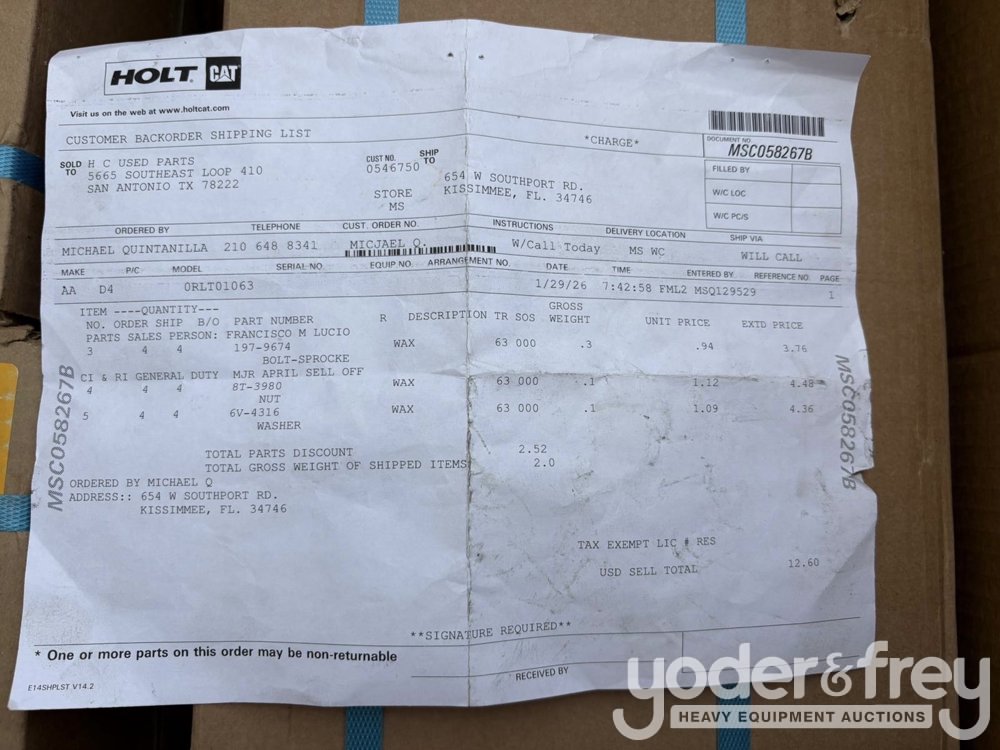 HOLT. CAT
Visit us on the web at www.holtcat.com
CUSTOMER BACKORDER SHIPPING LIST
*CHARGE*
DOCUMENT NO.
MSC058267B
SOLD TO
H C USED PARTS
5665 SOUTHEAST LOOP 410
SAN ANTONIO TX 78222
CUST NO.
0546750
STORE
MS
SHIP TO
654 W SOUTHPORT RD.
KISSIMMEE, FL. 34746
FILLED BY
W/C LOC
W/C PC/S
ORDERED BY TELEPHONE CUST. ORDER NO. INSTRUCTIONS DELIVERY LOCATION SHIP VIA
MICHAEL QUINTANILLA 210 648 8341 MICJAEL Q. W/Call Today MS WC WILL CALL
MAKE P/C MODEL SERIAL NO. EQUIP NO. ARRANGEMENT NO. DATE TIME ENTERED BY REFERENCE NO. PAGE
AA D4 0RLT01063 1/29/26 7:42:58 FML2 MSQ129529 1
ITEM ----QUANTITY--- GROSS
NO. ORDER SHIP B/O PART NUMBER R DESCRIPTION TR SOS WEIGHT UNIT PRICE EXTD PRICE
PARTS SALES PERSON: FRANCISCO M LUCIO
3 4 4 197-9674 WAX 63 000 .3 .94 3.76
BOLT-SPROCKE
CI & RI GENERAL DUTY MJR APRIL SELL OFF
4 4 4 8T-3980 WAX 63 000 .1 1.12 4.48
NUT
5 4 4 6V-4316 WAX 63 000 .1 1.09 4.36
WASHER
TOTAL PARTS DISCOUNT 2.52
TOTAL GROSS WEIGHT OF SHIPPED ITEMS 2.0
ORDERED BY MICHAEL Q
ADDRESS:: 654 W SOUTHPORT RD.
KISSIMMEE, FL. 34746
MSC058267B
MSC058267B
TAX EXEMPT LIC # RES
USD SELL TOTAL 12.60
**SIGNATURE REQUIRED**
* One or more parts on this order may be non-returnable
RECEIVED BY
E14SHPLST V14.2
yoder&frey
HEAVY EQUIPMENT AUCTIONS